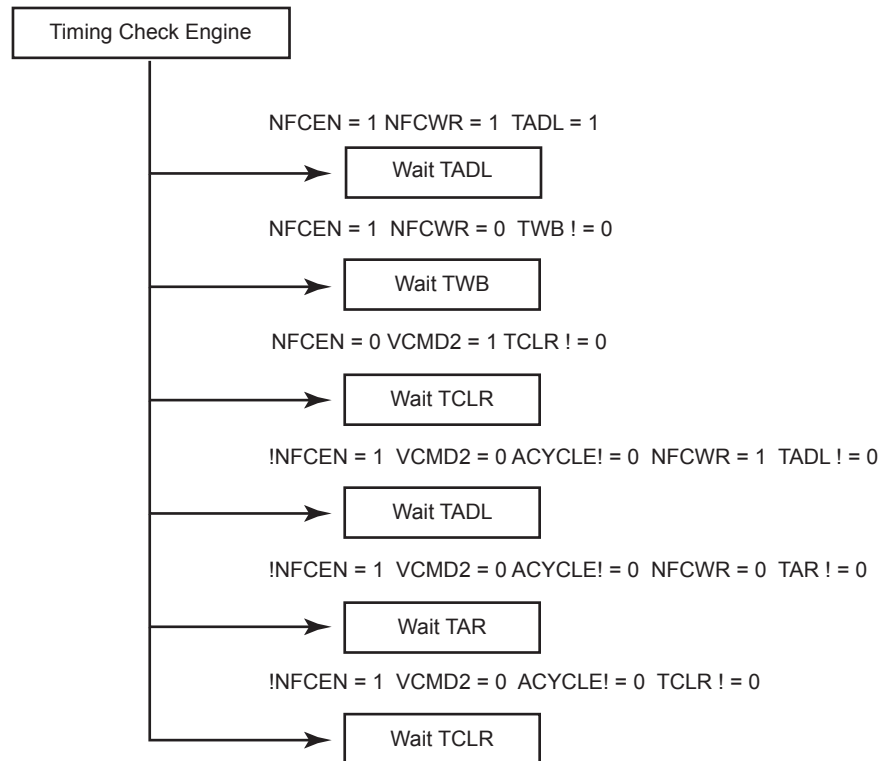 Timing Check Engine
NFCEN = 1 NFCWR = 1 TADL = 1
Wait TADL
NFCEN = 1 NFCWR = 0 TWB ! = 0
Wait TWB
NFCEN = 0 VCMD2 = 1 TCLR ! = 0
Wait TCLR
!NFCEN = 1 VCMD2 = 0 ACYCLE! = 0 NFCWR = 1 TADL ! = 0
Wait TADL
!NFCEN = 1 VCMD2 = 0 ACYCLE! = 0 NFCWR = 0 TAR ! = 0
Wait TAR
!NFCEN = 1 VCMD2 = 0 ACYCLE! = 0 TCLR ! = 0
Wait TCLR